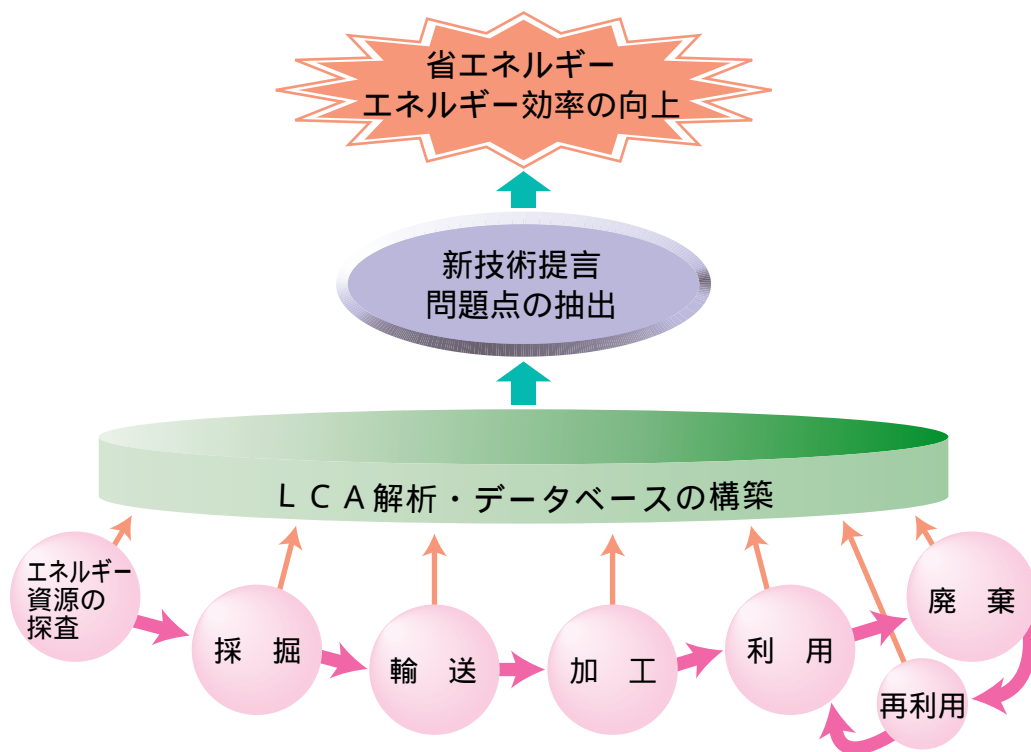 省エネルギー
エネルギー効率の向上
新技術提言
問題点の抽出
ＬＣＡ解析・データベースの構築
エネルギー
資源の
探査
採　掘
輸　送
加　工
利　用
廃　棄
再利用